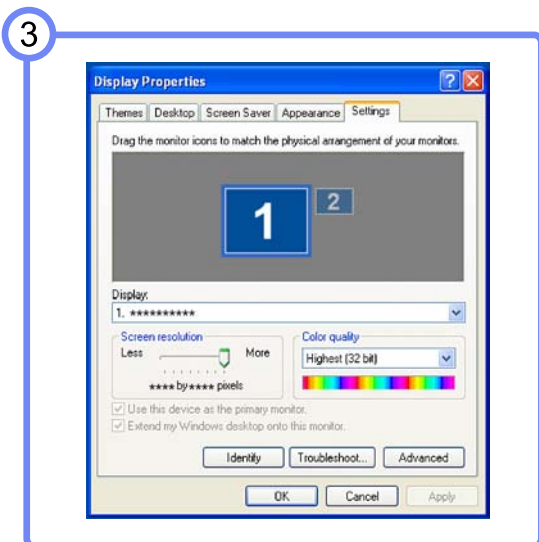 3
Display Properties
Themes Desktop Screen Saver Appearance Settings
Drag the monitor icons to match the physical arrangement of your monitors.
1 2
Display:
1. **********
Screen resolution Color quality
Less More Highest (32 bit)
**** by **** pixels
Use this device as the primary monitor.
Extend my Windows desktop onto this monitor.
Identify Troubleshoot... Advanced
OK Cancel Apply